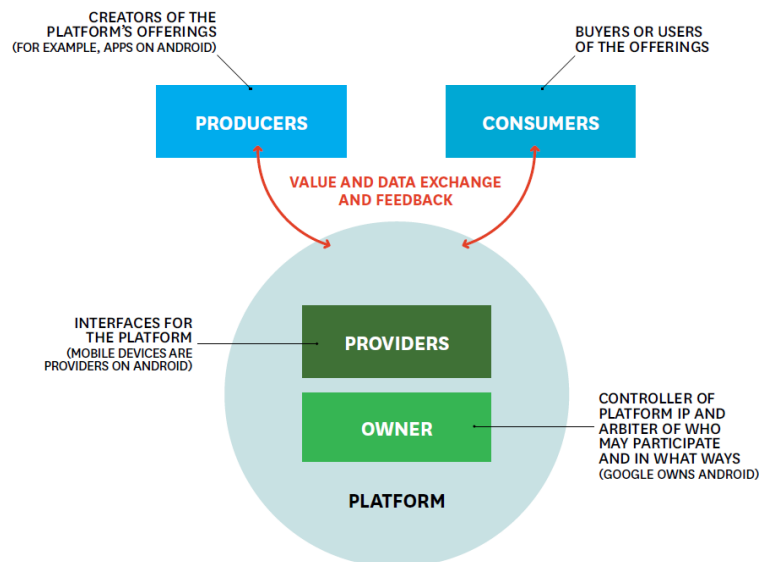 CREATORS OF THE
PLATFORM'S OFFERINGS
(FOR EXAMPLE, APPS ON ANDROID)
BUYERS OR USERS
OF THE OFFERINGS
PRODUCERS
CONSUMERS
VALUE AND DATA EXCHANGE
AND FEEDBACK
INTERFACES FOR
THE PLATFORM
(MOBILE DEVICES ARE
PROVIDERS ON ANDROID)
PROVIDERS
OWNER
CONTROLLER OF
PLATFORM IP AND
ARBITER OF WHO
MAY PARTICIPATE
AND IN WHAT WAYS
(GOOGLE OWNS ANDROID)
PLATFORM